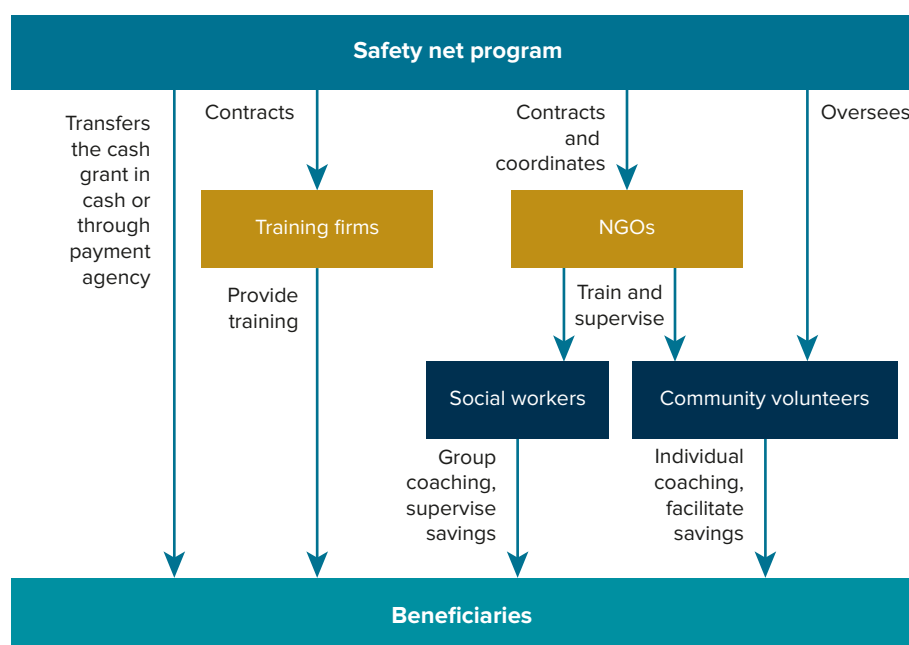 Safety net program
Transfers
the cash
grant in
cash or
through
payment
agency
Contracts
Contracts
and
coordinates
Oversees
Training firms
NGOs
Provide
training
Train and
supervise
Social workers
Community volunteers
Group
coaching,
supervise
savings
Individual
coaching,
facilitate
savings
Beneficiaries